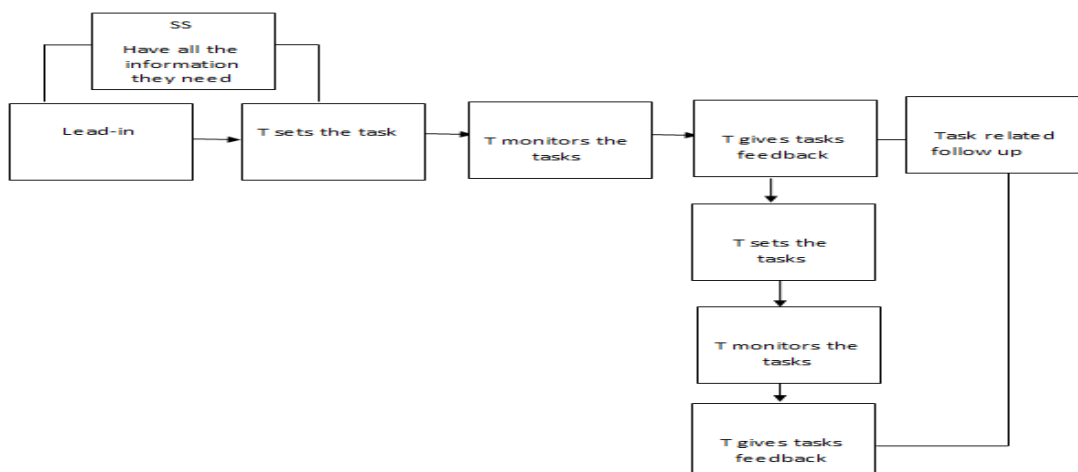 SS
Have all the
information
they need
Lead-in
T sets the task
T monitors the
tasks
T gives tasks
feedback
Task related
follow up
T sets the
tasks
T monitors the
tasks
T gives tasks
feedback